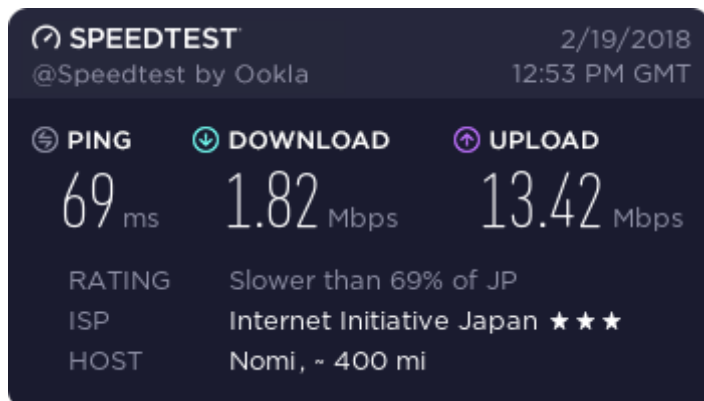 SPEEDTEST 2/19/2018
@Speedtest by Ookla 12:53 PM GMT
PING DOWNLOAD UPLOAD
69 ms 1.82 Mbps 13.42 Mbps
RATING Slower than 69% of JP
ISP Internet Initiative Japan ★★★
HOST Nomi, ~ 400 mi